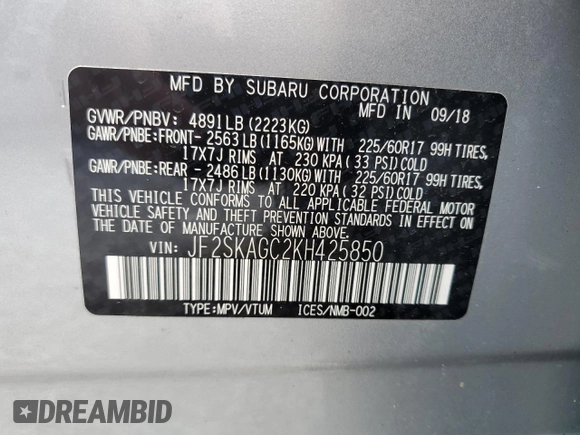 MFD BY SUBARU CORPORATION
MFD IN 09/18
GVWR/PNBV: 4891LB(2223KG)
GAWR/PNBE:FRONT- 2563LB(1165KG)WITH 225/60R17 99H TIRES,
17X7J RIMS AT 230 KPA( 33 PSI)COLD
GAWR/PNBE:REAR - 2486LB(1130KG)WITH 225/60R17 99H TIRES,
17X7J RIMS AT 220 KPA( 32 PSI)COLD
THIS VEHICLE CONFORMS TO ALL APPLICABLE FEDERAL MOTOR
VEHICLE SAFETY AND THEFT PREVENTION STANDARDS IN EFFECT ON
THE DATE OF MANUFACTURE SHOWN ABOVE.
VIN: JF2SKAGC2KH425850
TYPE:MPV/VTUM ICES/NMB-002
DREAMBID